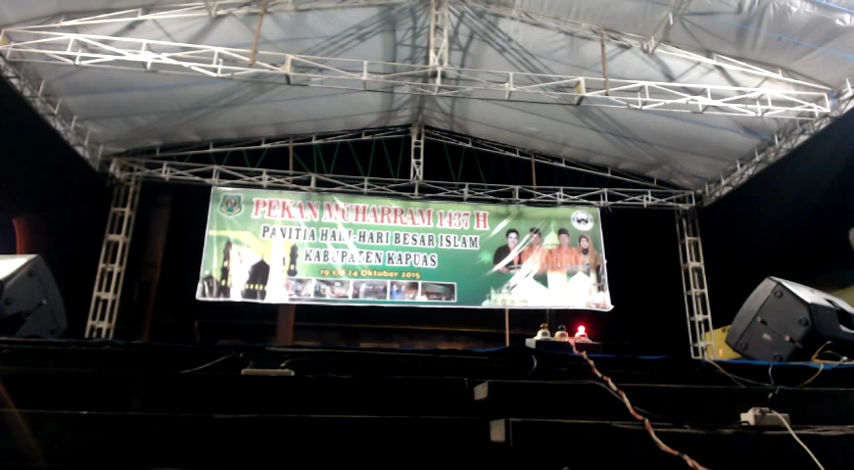 PEKAN MUHARRAM 1437 H
PANITIA HARI-HARI BESAR ISLAM
KABUPATEN KAPUAS
19 s/d 24 Oktober 2015